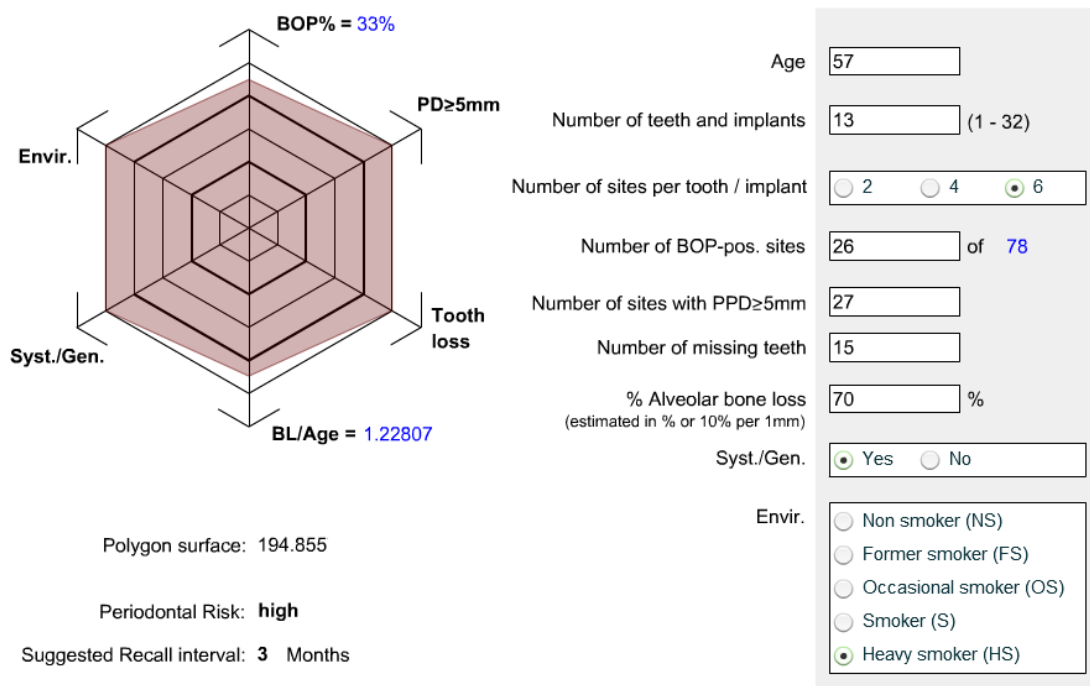 BOP% = 33%
PD≥5mm
Envir.
Tooth
loss
Syst./Gen.
BL/Age = 1.22807
Polygon surface: 194.855
Periodontal Risk: high
Suggested Recall interval: 3 Months
Age 57
Number of teeth and implants 13 (1 - 32)
Number of sites per tooth / implant 2 4 6
Number of BOP-pos. sites 26 of 78
Number of sites with PPD≥5mm 27
Number of missing teeth 15
% Alveolar bone loss 70 %
(estimated in % or 10% per 1mm)
Syst./Gen. Yes No
Envir. Non smoker (NS)
Former smoker (FS)
Occasional smoker (OS)
Smoker (S)
Heavy smoker (HS)